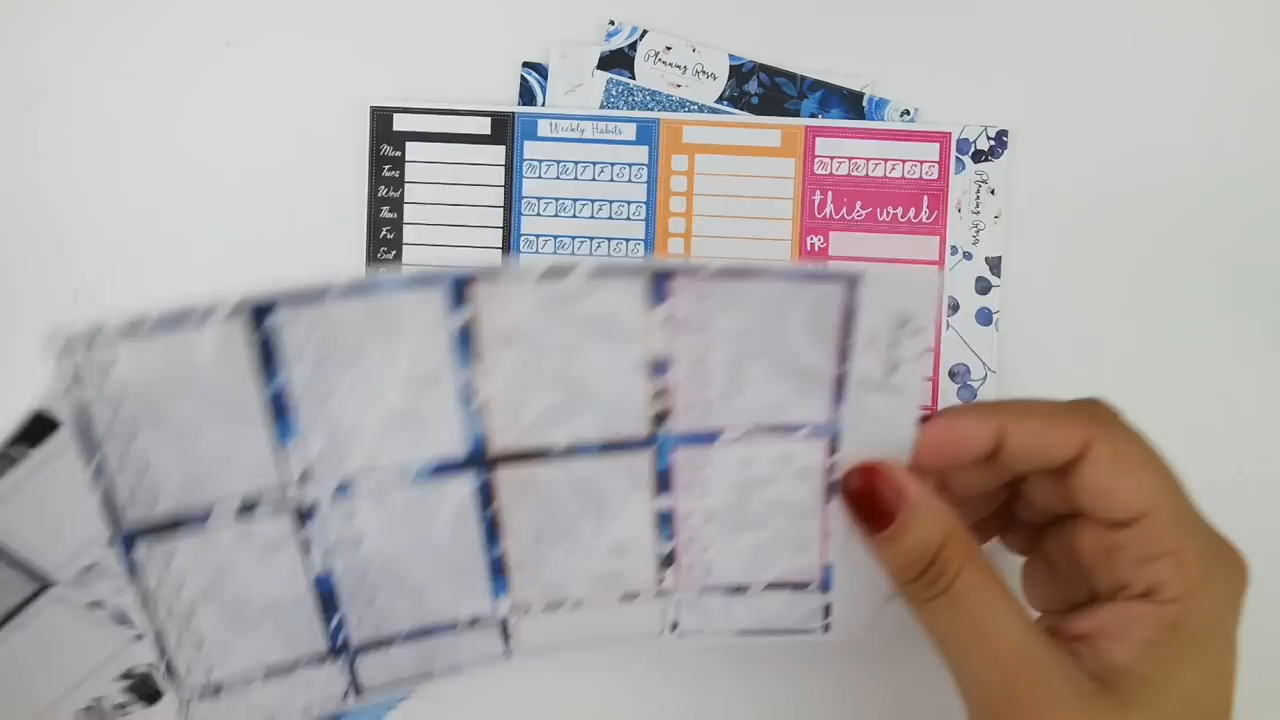 Planning Roses
Weekly Habits
Mon
Tues
Wed
Thur
Fri
Sat
M T W T F S S
M T W T F S S
M T W T F S S
M T W T F S S
this week
Planning Roses